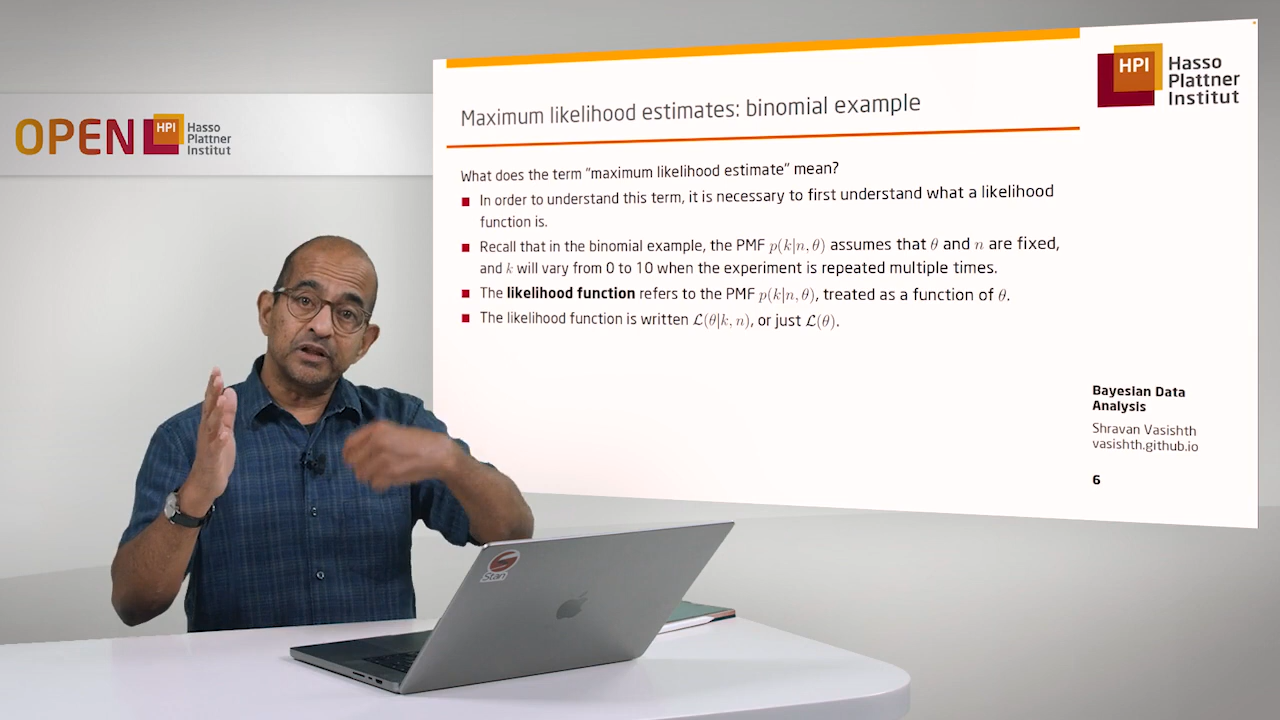 OPEN HPI Hasso
Plattner
Institut
HPI Hasso
Plattner
Institut
Maximum likelihood estimates: binomial example
What does the term "maximum likelihood estimate" mean?
In order to understand this term, it is necessary to first understand what a likelihood
function is.
Recall that in the binomial example, the PMF p(k|n, θ) assumes that θ and n are fixed,
and k will vary from 0 to 10 when the experiment is repeated multiple times.
The likelihood function refers to the PMF p(k|n, θ), treated as a function of θ.
The likelihood function is written ℒ(θ|k, n), or just ℒ(θ).
Bayesian Data
Analysis
Shravan Vasishth
vasishth.github.io
6
Stan